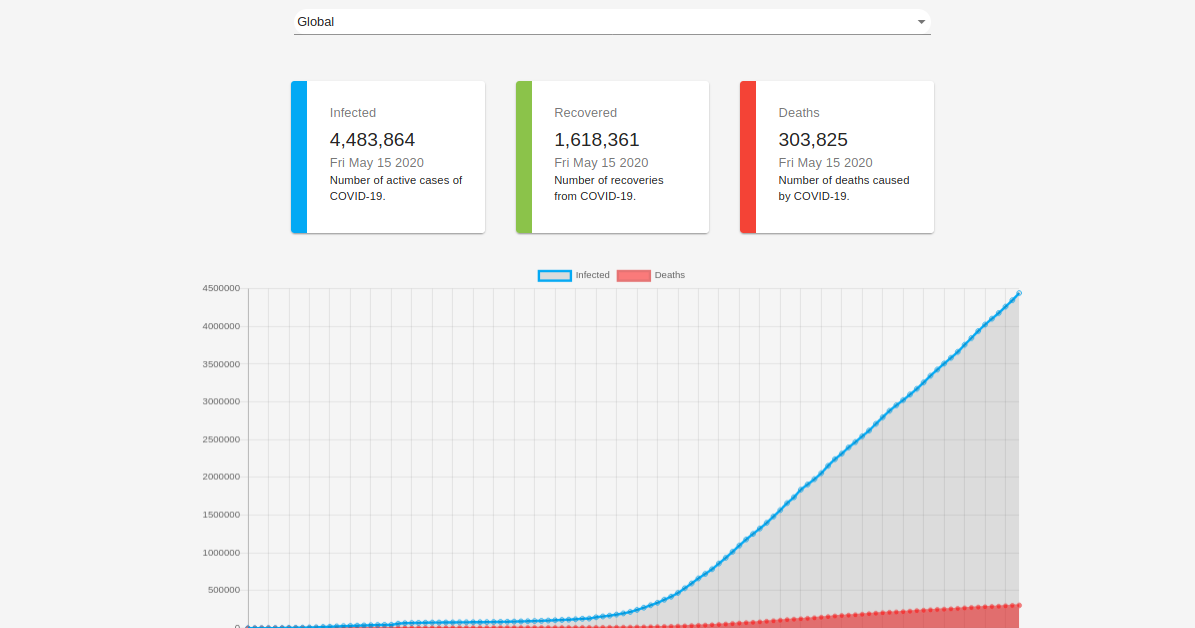 Global
Infected
4,483,864
Fri May 15 2020
Number of active cases of
COVID-19.
Recovered
1,618,361
Fri May 15 2020
Number of recoveries
from COVID-19.
Deaths
303,825
Fri May 15 2020
Number of deaths caused
by COVID-19.
Infected Deaths
4500000
4000000
3500000
3000000
2500000
2000000
1500000
1000000
500000
0